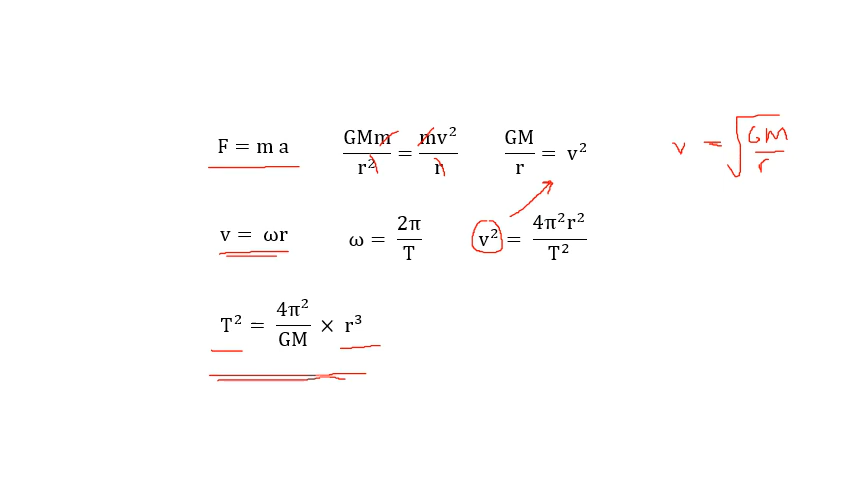 F = m a    GMm/r² = mv²/r    GM/r = v²    v = √(GM/r)
v = ωr    ω = 2π/T    v² = 4π²r²/T²
T² = 4π²/GM × r³